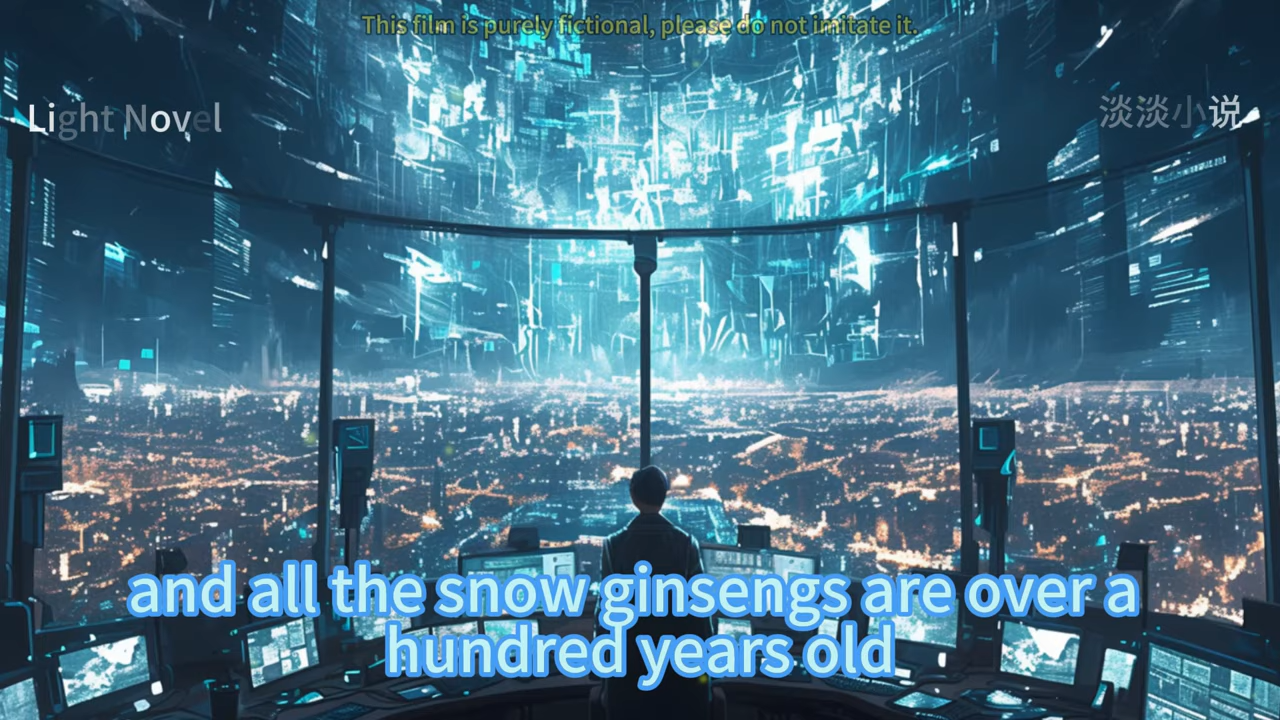 This film is purely fictional, please do not imitate it.
Light Novel
淡淡小说
and all the snow ginsengs are over a
hundred years old